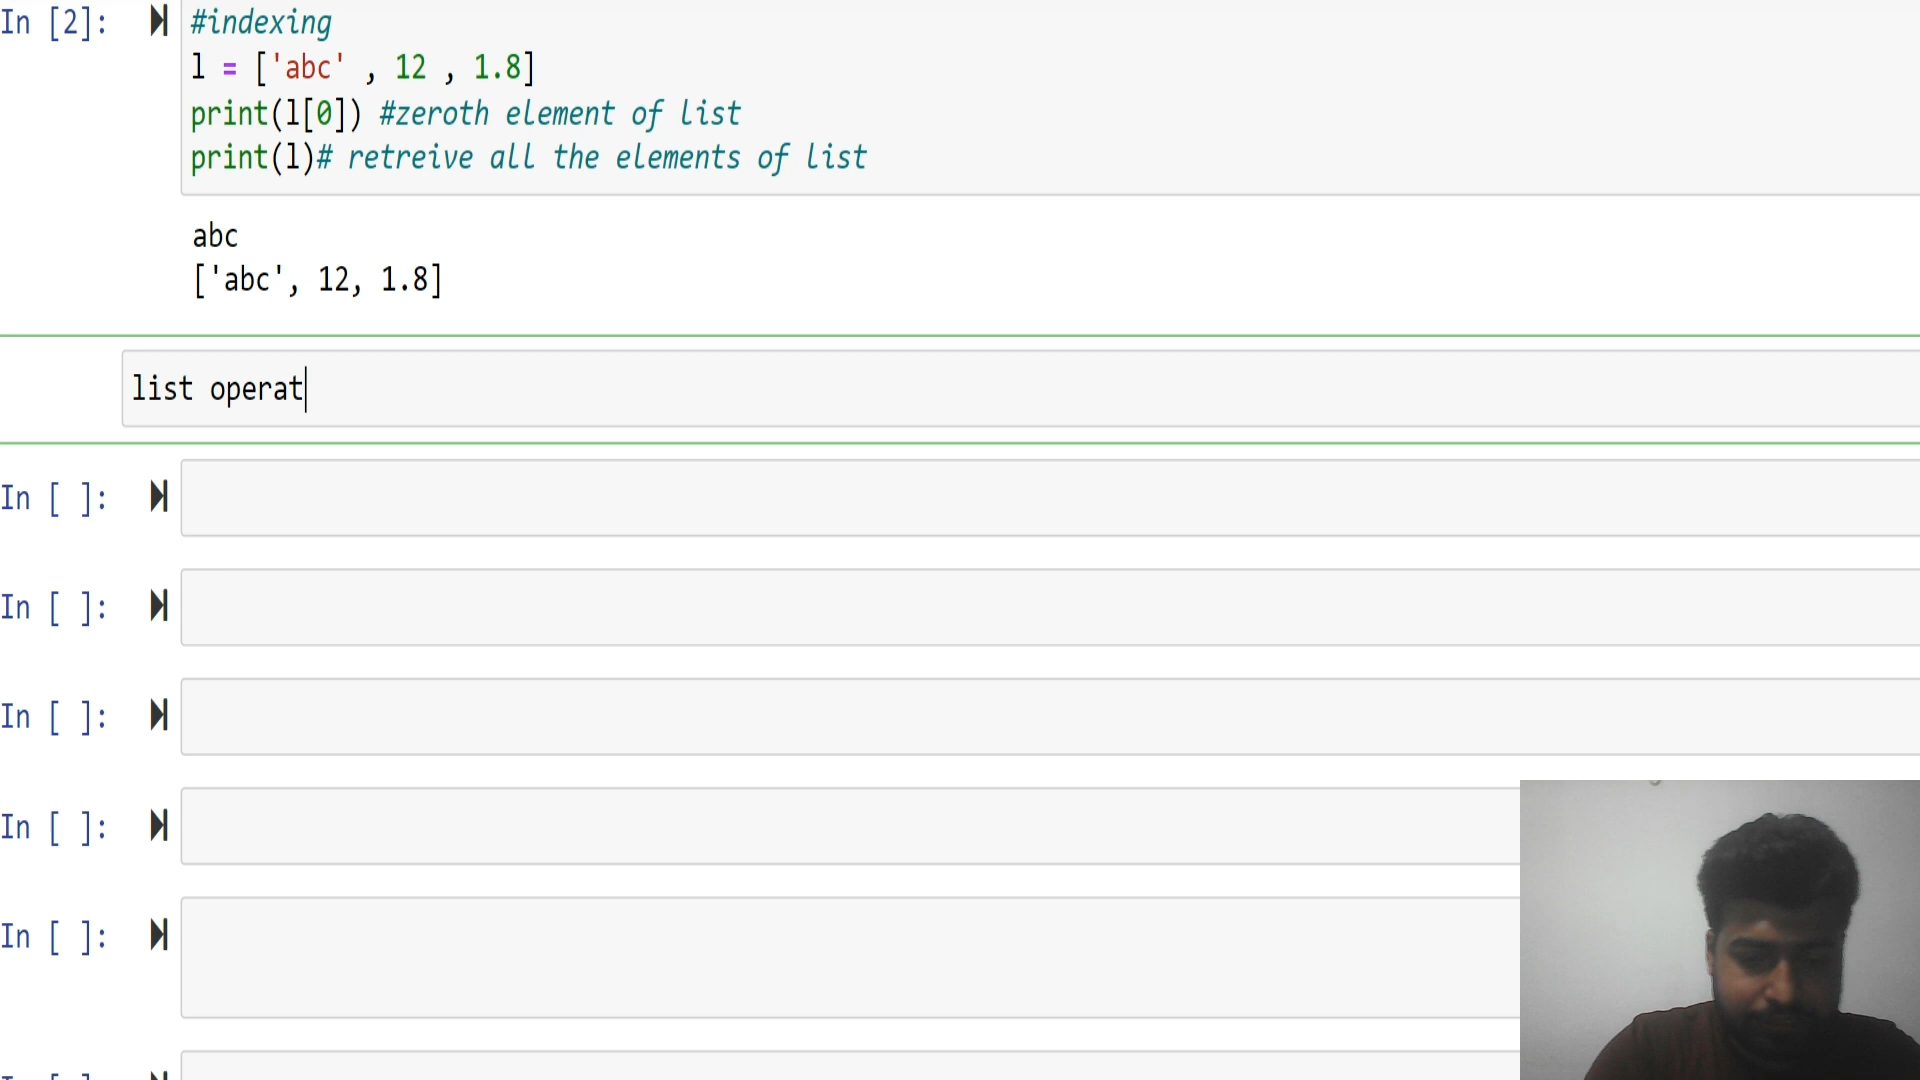 In [2]:
#indexing
l = ['abc' , 12 , 1.8]
print(l[0]) #zeroth element of list
print(l)# retreive all the elements of list
abc
['abc', 12, 1.8]
list operat
In [ ]:
In [ ]:
In [ ]:
In [ ]:
In [ ]: